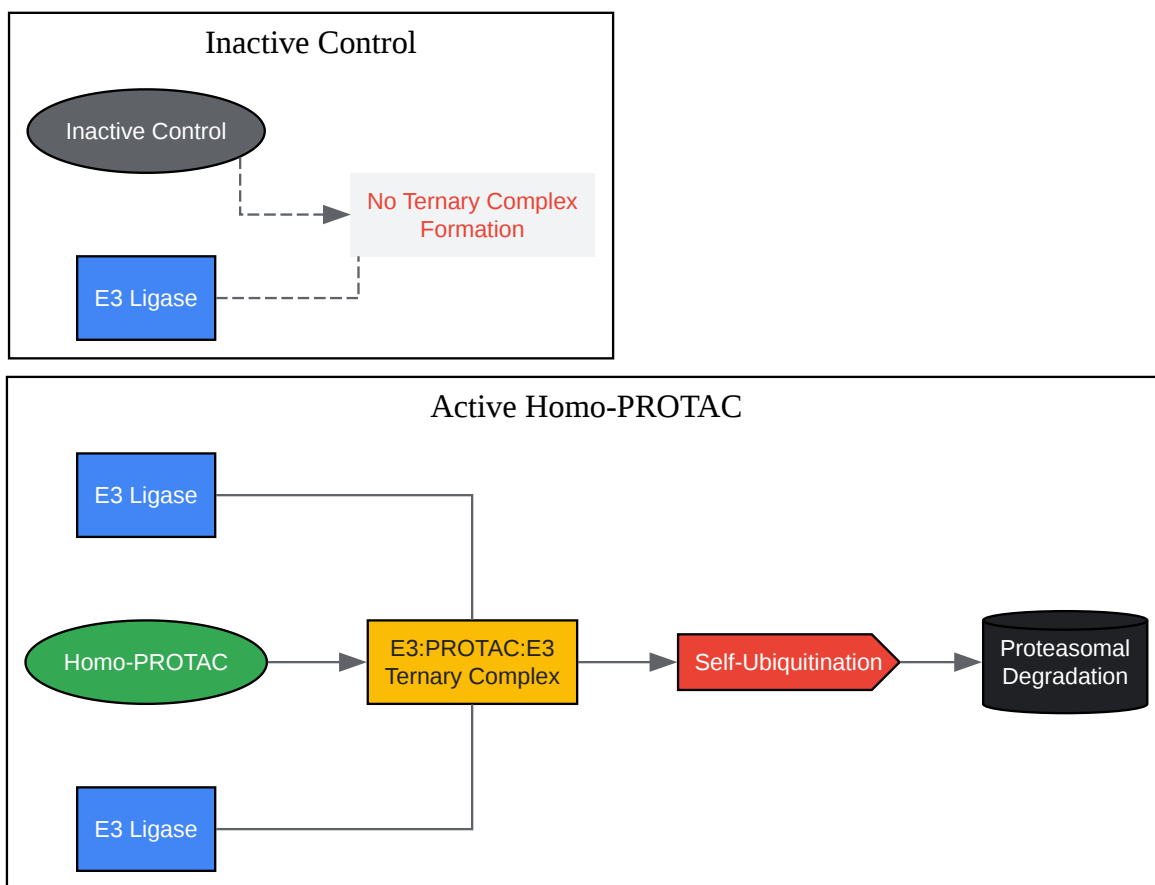 Inactive Control
Inactive Control
No Ternary Complex
Formation
E3 Ligase
Active Homo-PROTAC
E3 Ligase
Homo-PROTAC
E3:PROTAC:E3
Ternary Complex
Self-Ubiquitination
Proteasomal
Degradation
E3 Ligase